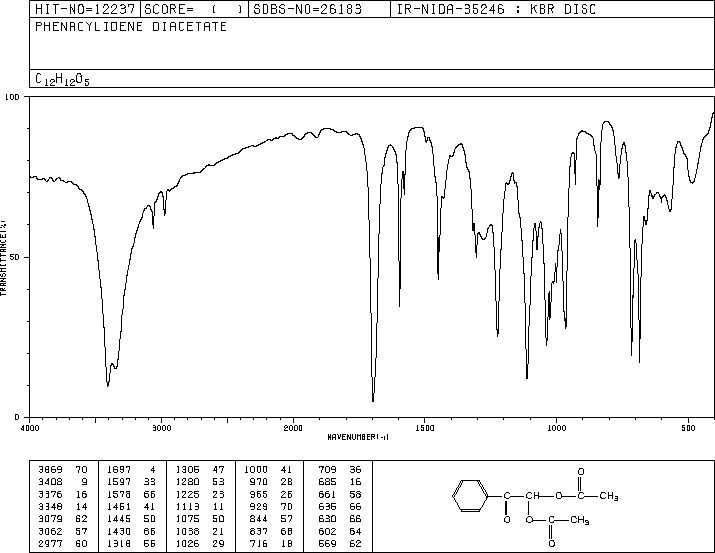 HIT-NO=12237 SCORE= ( ) SDBS-NO=26183 IR-NIDA-35246 : KBR DISC
PHENACYLIDENE DIACETATE
C12H12O5
100
50
0
TRANSMITTANCE(%)
4000 3000 2000 1500 1000 500
WAVENUMBER(-1)
3869 70 1697 4 1306 47 1000 41 709 36
3408 9 1597 33 1280 53 970 28 685 16
3376 16 1578 66 1225 23 965 26 661 58
3348 14 1451 41 1113 11 929 70 635 66
3079 62 1445 50 1075 50 844 57 630 66
3062 57 1430 66 1038 21 837 68 602 64
2977 60 1318 56 1026 29 716 18 569 62
O
C CH O C CH3
O O C CH3
O